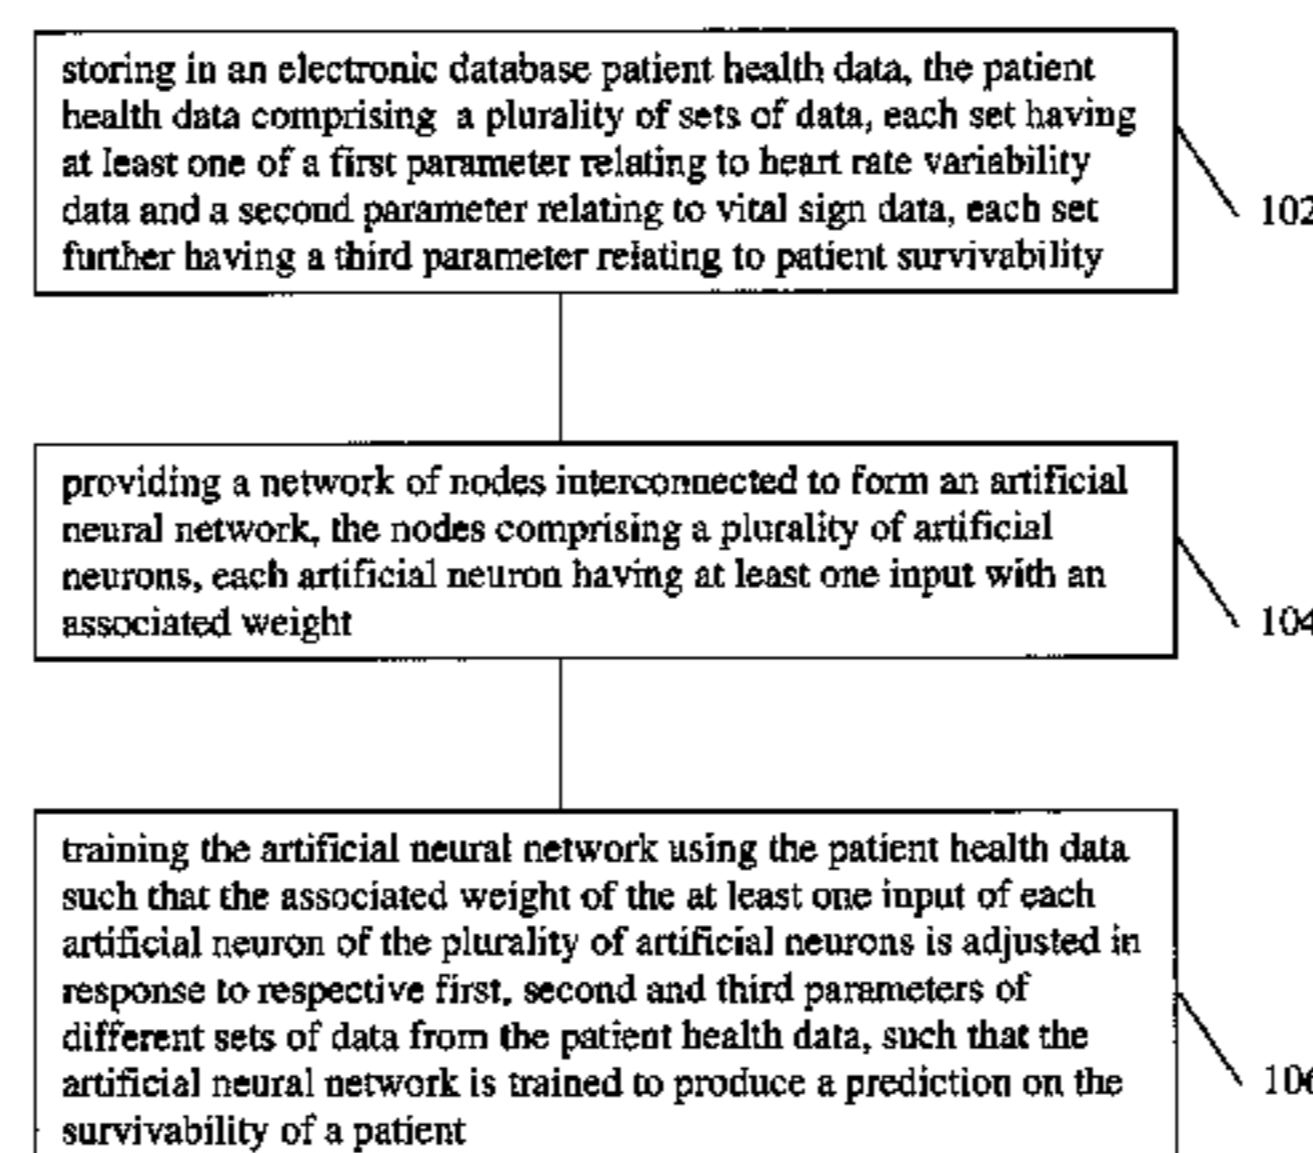 storing in an electronic database patient health data, the patient
health data comprising a plurality of sets of data, each set having
at least one of a first parameter relating to heart rate variability
data and a second parameter relating to vital sign data, each set
further having a third parameter relating to patient survivability
102
providing a network of nodes interconnected to form an artificial
neural network, the nodes comprising a plurality of artificial
neurons, each artificial neuron having at least one input with an
associated weight
104
training the artificial neural network using the patient health data
such that the associated weight of the at least one input of each
artificial neuron of the plurality of artificial neurons is adjusted in
response to respective first, second and third parameters of
different sets of data from the patient health data, such that the
artificial neural network is trained to produce a prediction on the
survivability of a patient
106